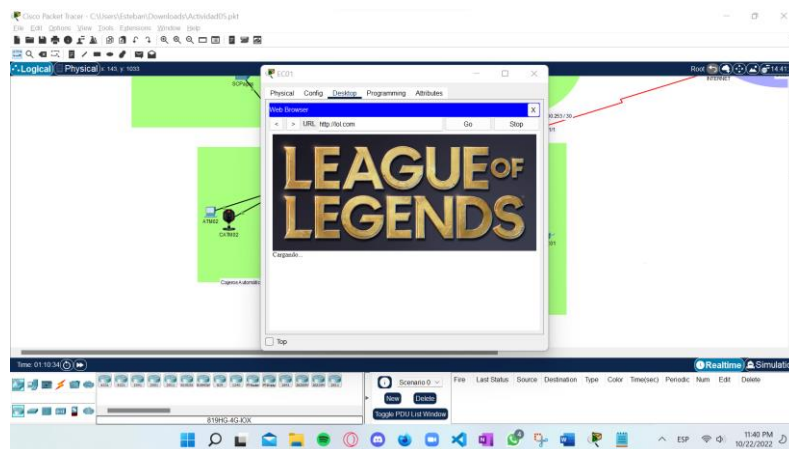 Cisco Packet Tracer - C:\Users\Esteban\Downloads\Actividad05.pkt
File Edit Options View Tools Extensions Window Help
Logical Physical x: 143, y: 1033
Root
14:41:
EC01
Physical Config Desktop Programming Attributes
Web Browser X
< > URL http://lol.com Go Stop
LEAGUE OF
LEGENDS
Cargando...
ATM02
CATM02
Top
Time: 01:10:34
Realtime
Scenario 0
Fire Last Status Source Destination Type Color Time(sec) Periodic Num Edit Delete
New Delete
Toggle PDU List Window
819HG-4G-IOX
ESP
11:40 PM
10/22/2022